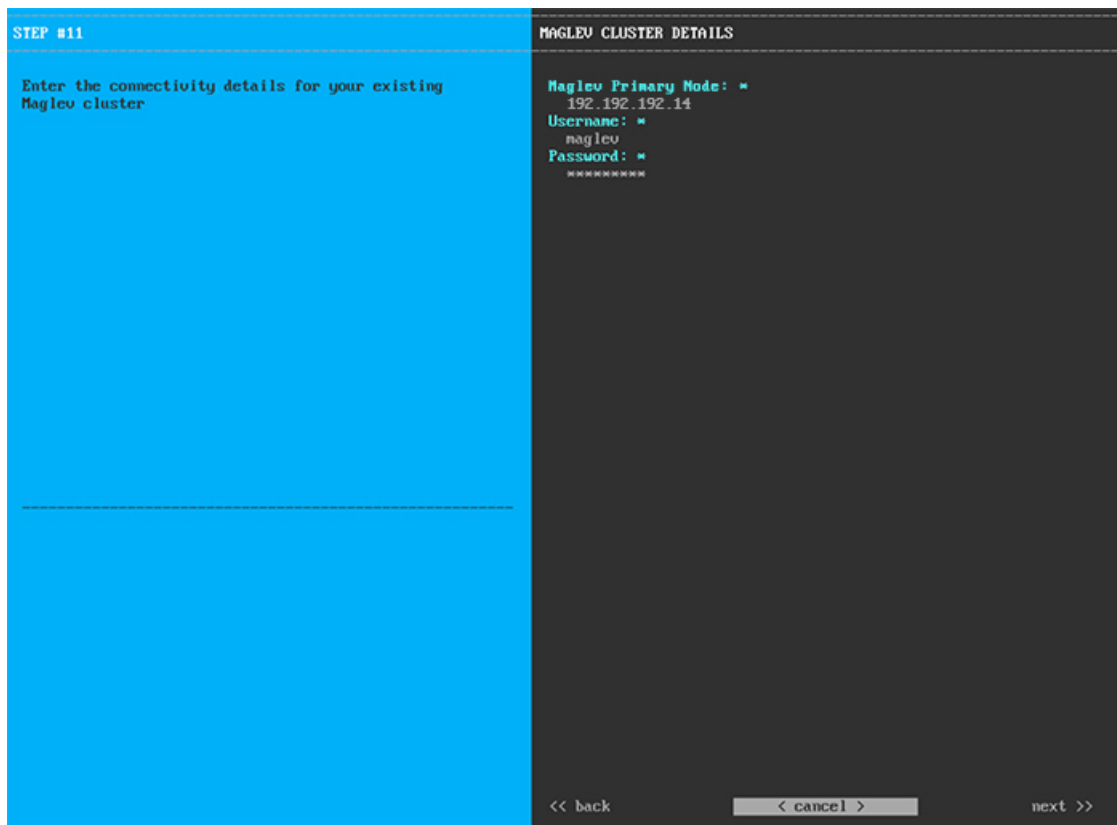 STEP #11
Enter the connectivity details for your existing
Maglev cluster
MAGLEV CLUSTER DETAILS
Maglev Primary Node: *
192.192.192.14
Username: *
maglev
Password: *
*********
<< back
< cancel >
next >>